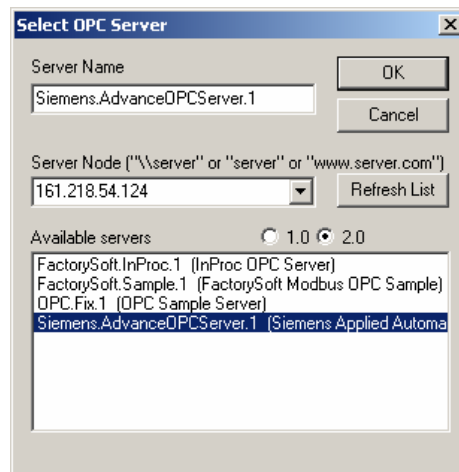 Select OPC Server
Server Name
Siemens.AdvanceOPCServer.1
OK
Cancel
Server Node ("\\server" or "server" or "www.server.com")
161.218.54.124
Refresh List
Available servers
1.0
2.0
FactorySoft.InProc.1 (InProc OPC Server)
FactorySoft.Sample.1 (FactorySoft Modbus OPC Sample)
OPC.Fix.1 (OPC Sample Server)
Siemens.AdvanceOPCServer.1 (Siemens Applied Automa